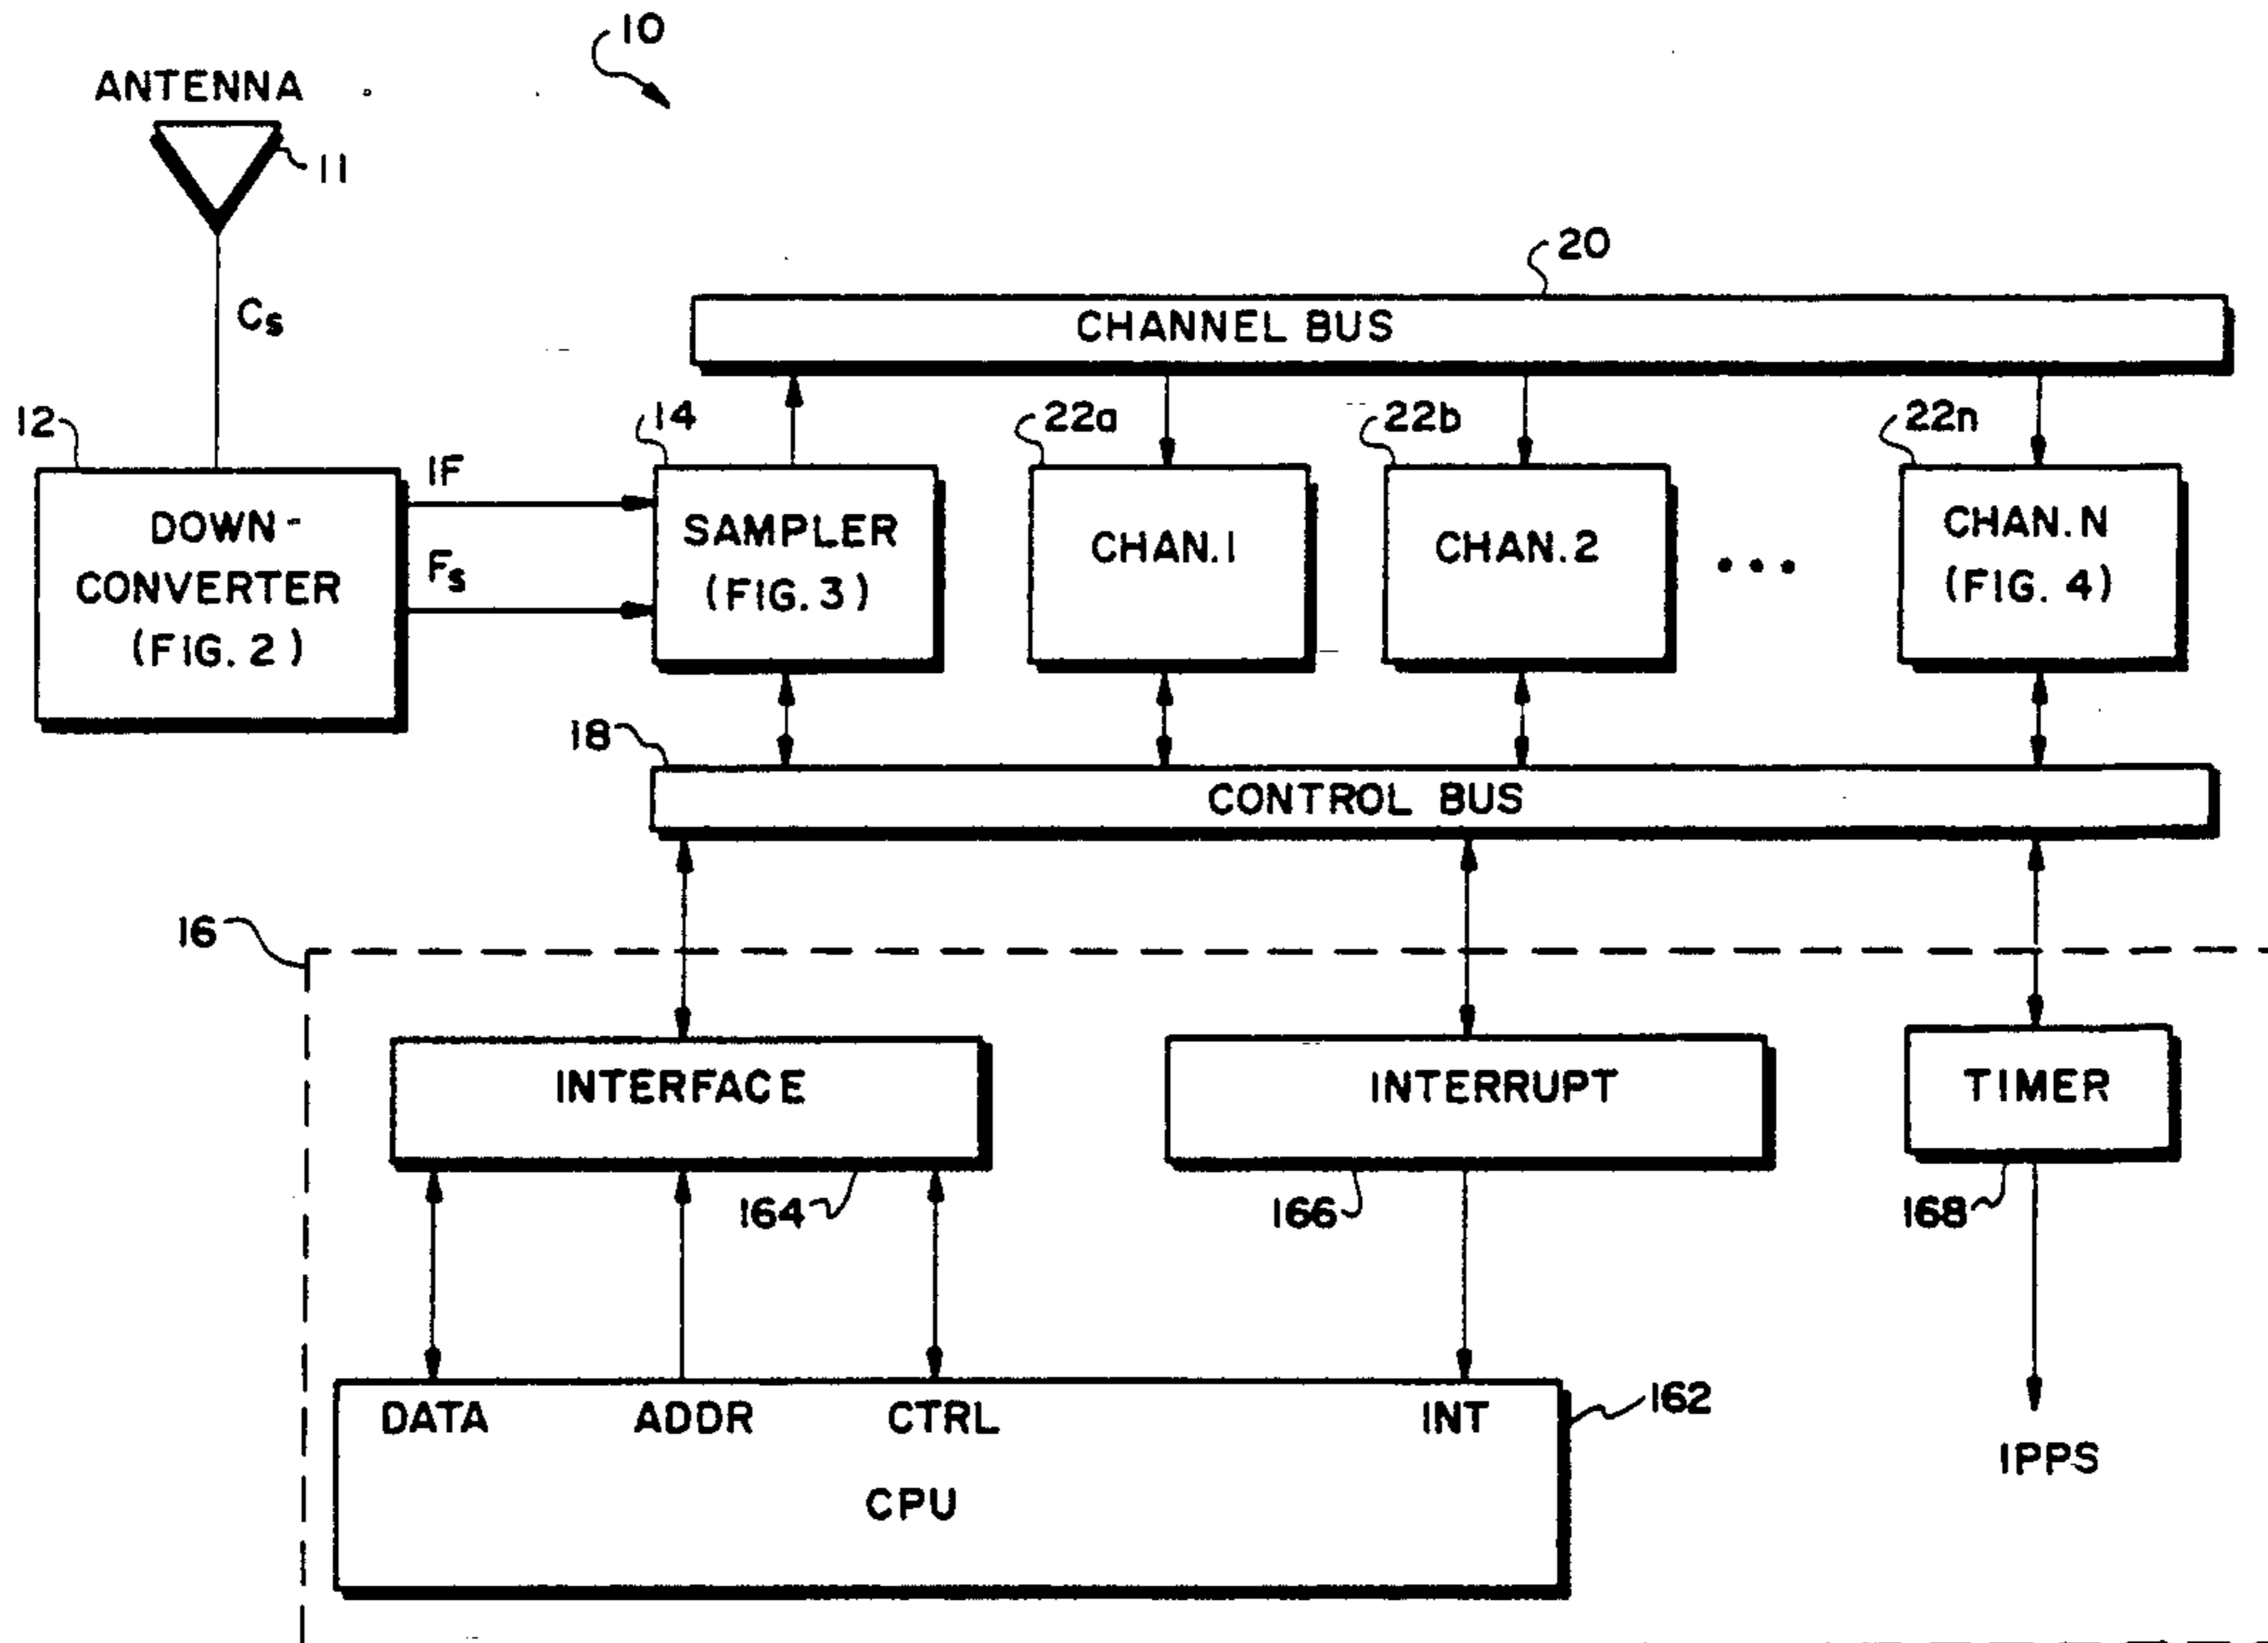 10
ANTENNA
11
20
Cs
CHANNEL BUS
12
14
22a
22b
22n
IF
DOWN-
CONVERTER
(FIG. 2)
Fs
SAMPLER
(FIG. 3)
CHAN.1
CHAN.2
•••
CHAN.N
(FIG. 4)
18
CONTROL BUS
16
INTERFACE
INTERRUPT
TIMER
164
166
168
DATA
ADDR
CTRL
INT
162
CPU
1PPS